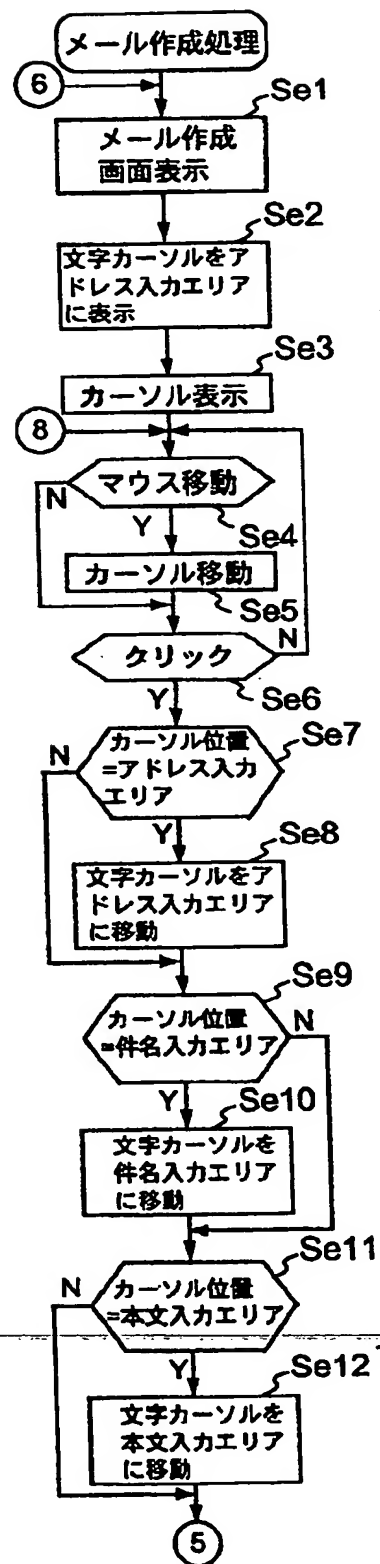 メール作成処理
6
Se1
メール作成
画面表示
Se2
文字カーソルをア
ドレス入力エリア
に表示
Se3
カーソル表示
8
N
マウス移動
Y
Se4
カーソル移動
Se5
N
クリック
Y
Se6
カーソル位置
=アドレス入力
エリア
N
Se7
Y
Se8
文字カーソルをア
ドレス入力エリア
に移動
Se9
カーソル位置
=件名入力エリア
N
Y
Se10
文字カーソルを
件名入力エリア
に移動
Se11
N
カーソル位置
=本文入力エリア
Y
Se12
文字カーソルを
本文入力エリア
に移動
5